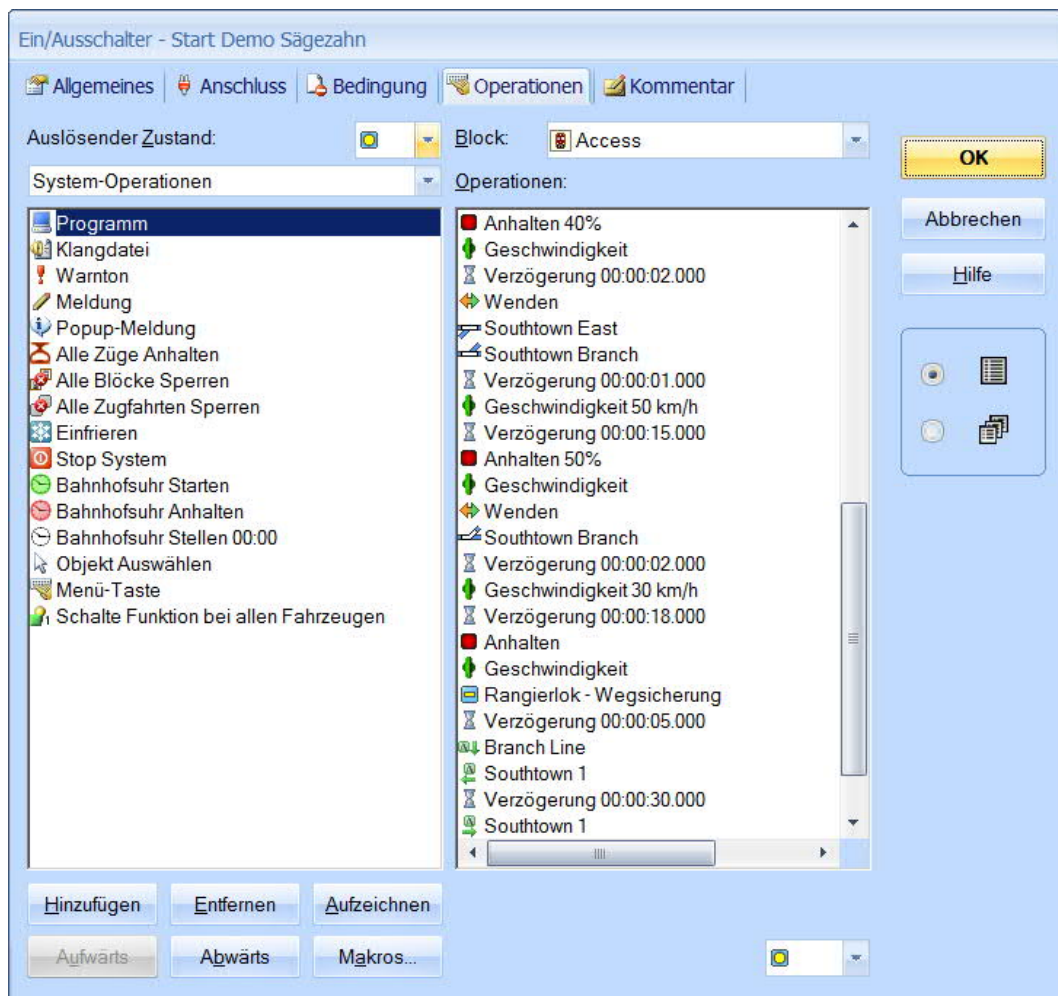 Ein/Ausschalter - Start Demo Sägezahn
Allgemeines
Anschluss
Bedingung
Operationen
Kommentar
Auslösender Zustand:
System-Operationen
Programm
Klangdatei
Warnton
Meldung
Popup-Meldung
Alle Züge Anhalten
Alle Blöcke Sperren
Alle Zugfahrten Sperren
Einfrieren
Stop System
Bahnhofsuhr Starten
Bahnhofsuhr Anhalten
Bahnhofsuhr Stellen 00:00
Objekt Auswählen
Menü-Taste
Schalte Funktion bei allen Fahrzeugen
Block:
Access
Operationen:
Anhalten 40%
Geschwindigkeit
Verzögerung 00:00:02.000
Wenden
Southtown East
Southtown Branch
Verzögerung 00:00:01.000
Geschwindigkeit 50 km/h
Verzögerung 00:00:15.000
Anhalten 50%
Geschwindigkeit
Wenden
Southtown Branch
Verzögerung 00:00:02.000
Geschwindigkeit 30 km/h
Verzögerung 00:00:18.000
Anhalten
Geschwindigkeit
Rangierlok - Wegsicherung
Verzögerung 00:00:05.000
Branch Line
Southtown 1
Verzögerung 00:00:30.000
Southtown 1
OK
Abbrechen
Hilfe
Hinzufügen
Entfernen
Aufzeichnen
Aufwärts
Abwärts
Makros...